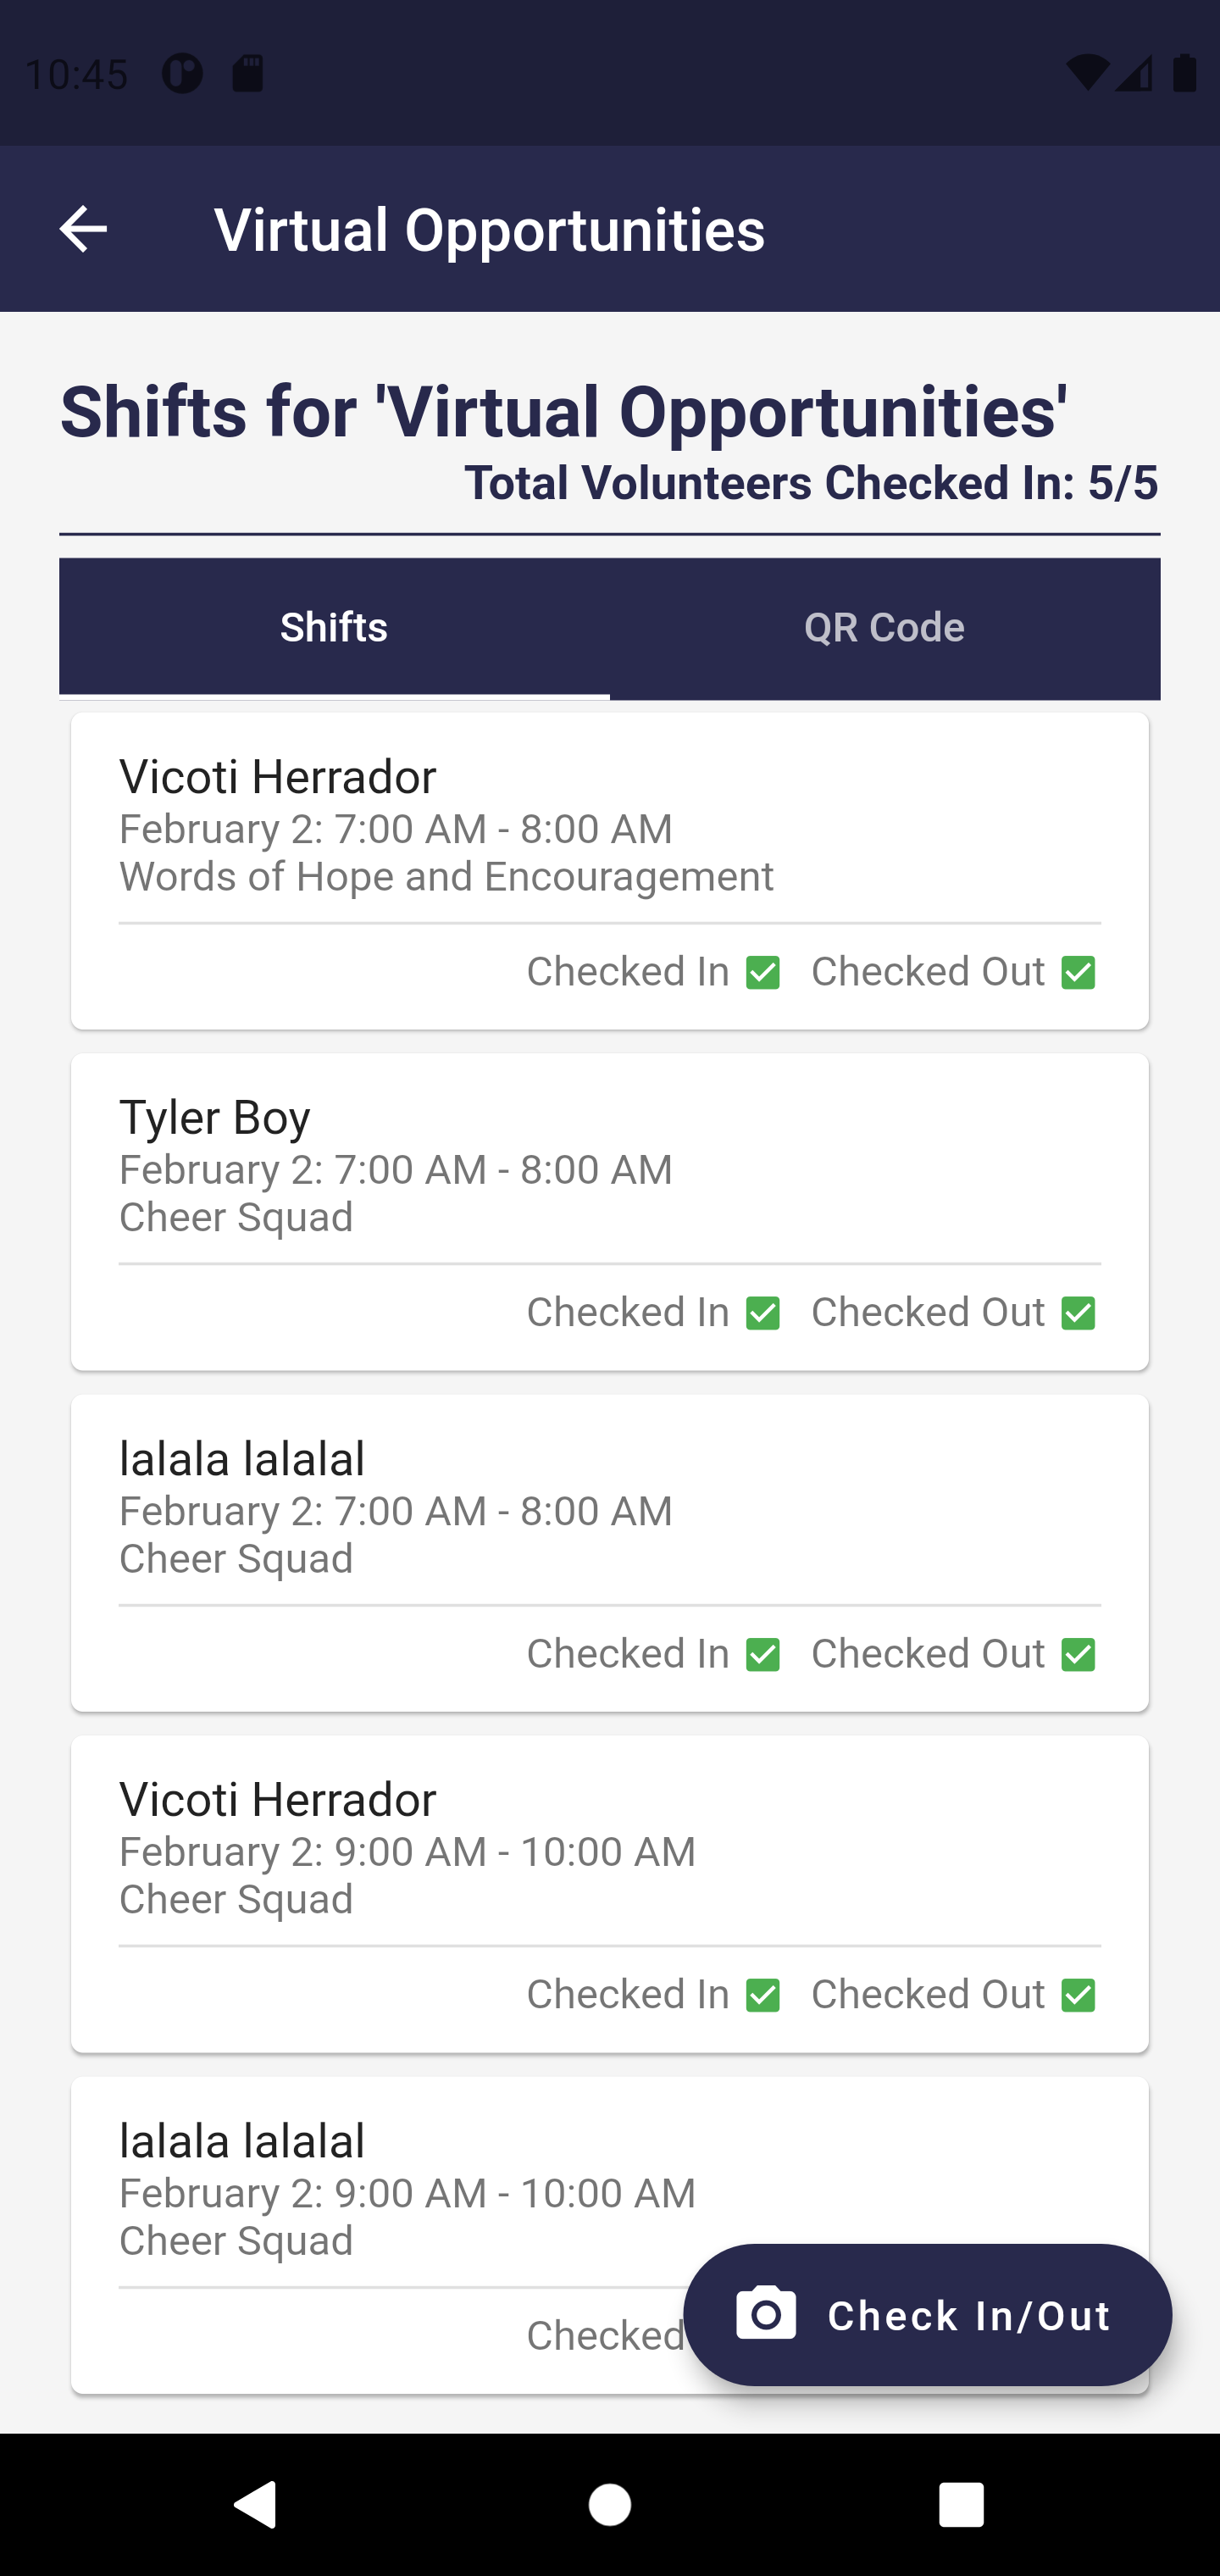 10:45
Virtual Opportunities
Shifts for 'Virtual Opportunities'
Total Volunteers Checked In: 5/5
Shifts QR Code
Vicoti Herrador
February 2: 7:00 AM - 8:00 AM
Words of Hope and Encouragement
Checked In Checked Out
Tyler Boy
February 2: 7:00 AM - 8:00 AM
Cheer Squad
Checked In Checked Out
lalala lalalal
February 2: 7:00 AM - 8:00 AM
Cheer Squad
Checked In Checked Out
Vicoti Herrador
February 2: 9:00 AM - 10:00 AM
Cheer Squad
Checked In Checked Out
lalala lalalal
February 2: 9:00 AM - 10:00 AM
Cheer Squad
Checked
Check In/Out